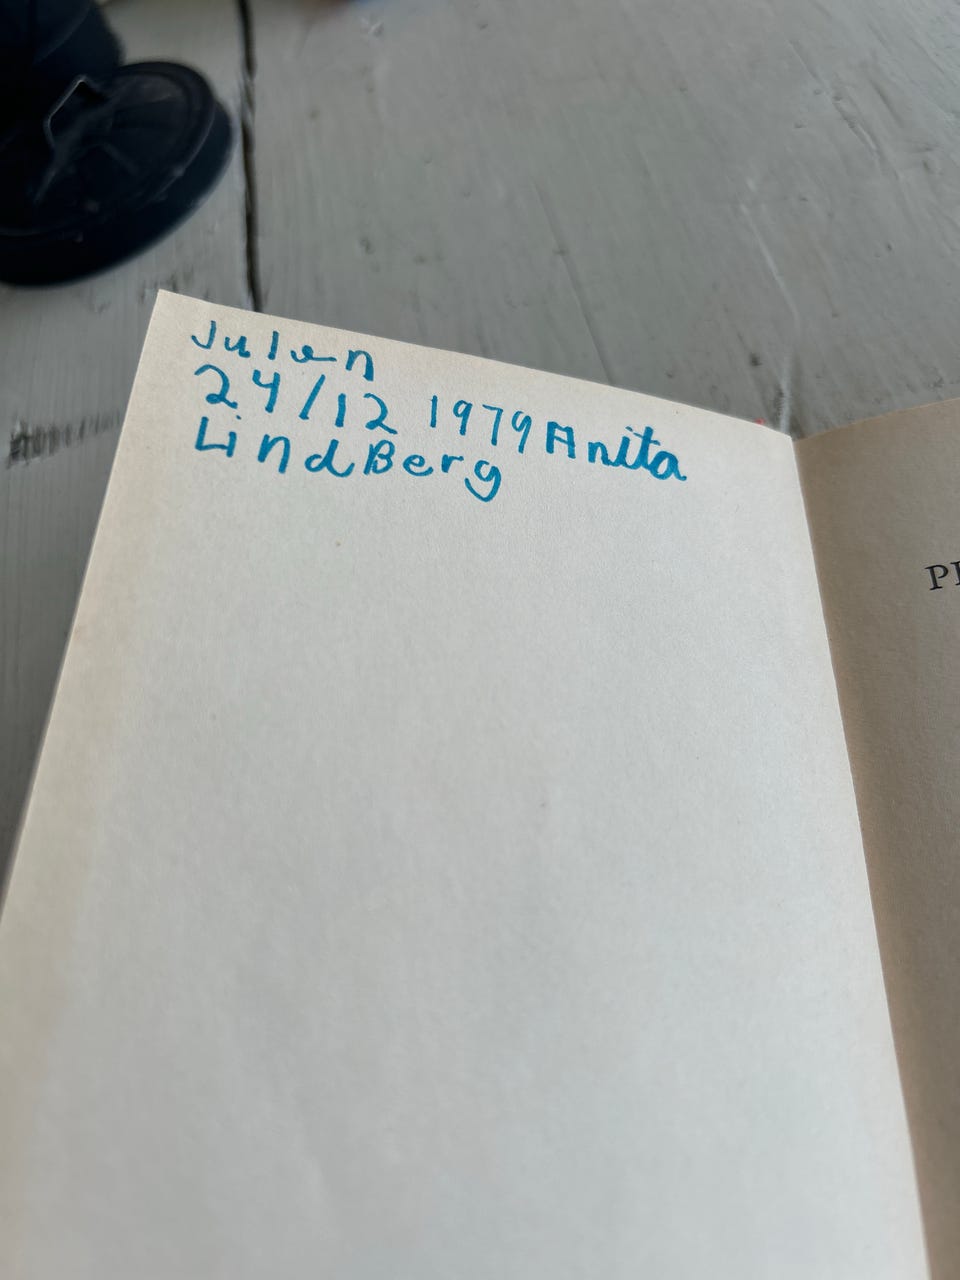 Julen
24/12 1979 Anita
LindBerg